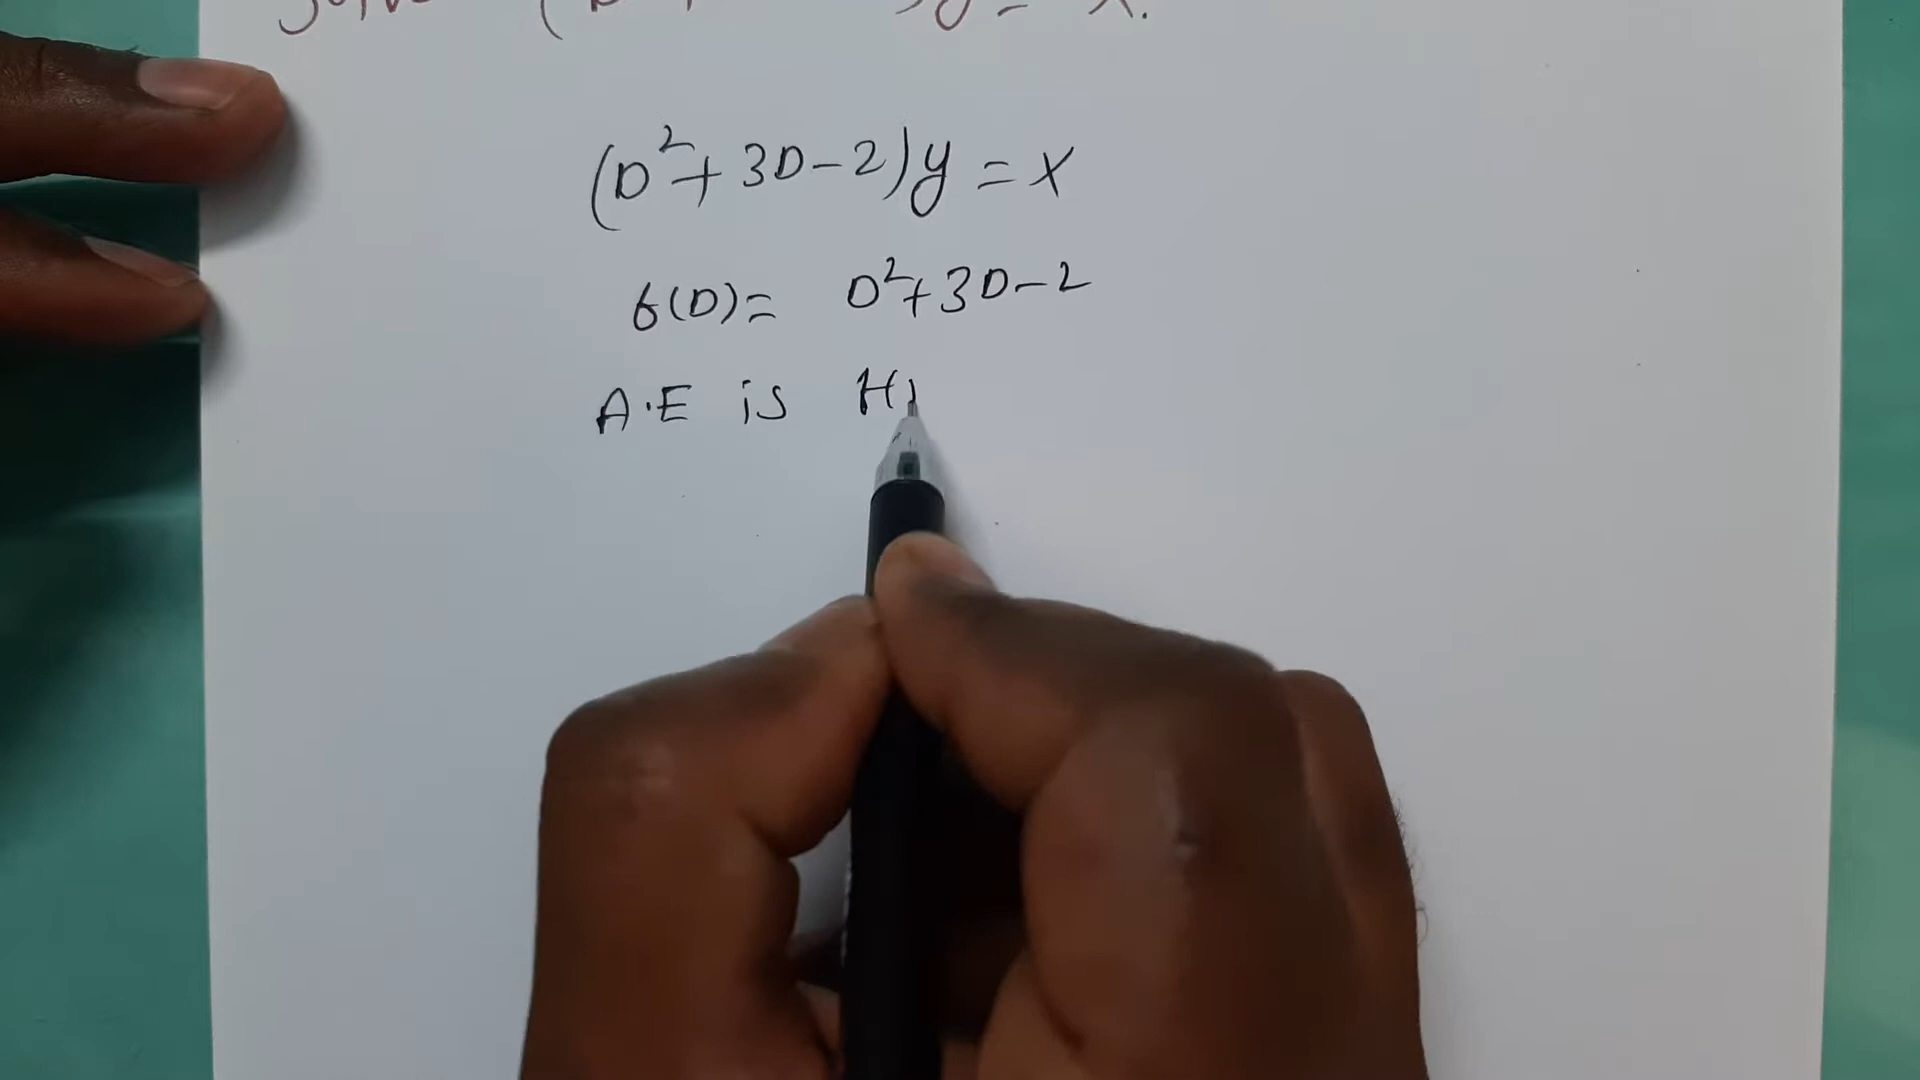 (D²+3D-2)y = x
f(D) = D²+3D-2
A.E is